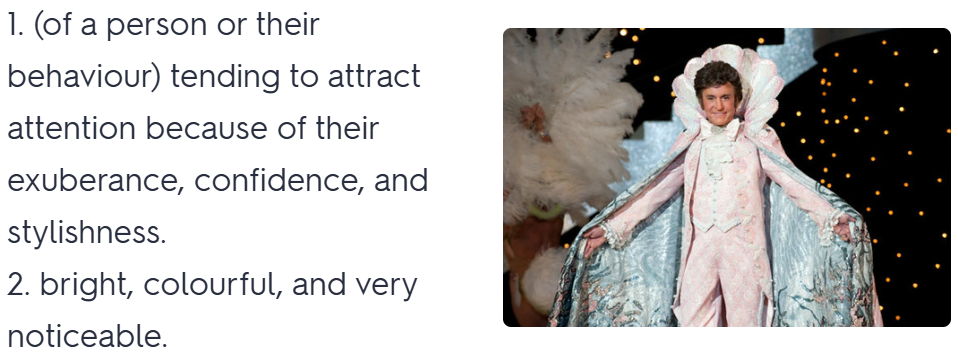 1. (of a person or their
behaviour) tending to attract
attention because of their
exuberance, confidence, and
stylishness.
2. bright, colourful, and very
noticeable.